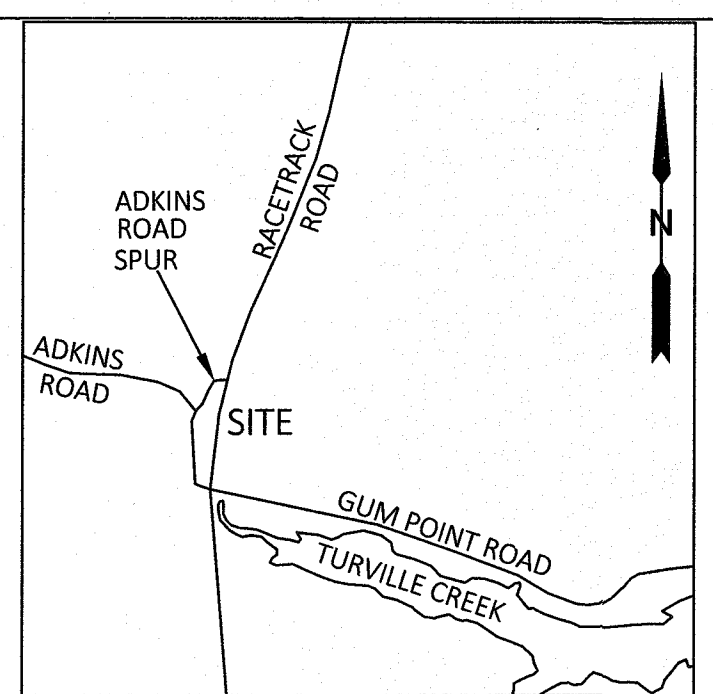 RACETRACK
ROAD
ADKINS
ROAD
SPUR
N
ADKINS
ROAD
SITE
GUM POINT ROAD
TURVILLE CREEK